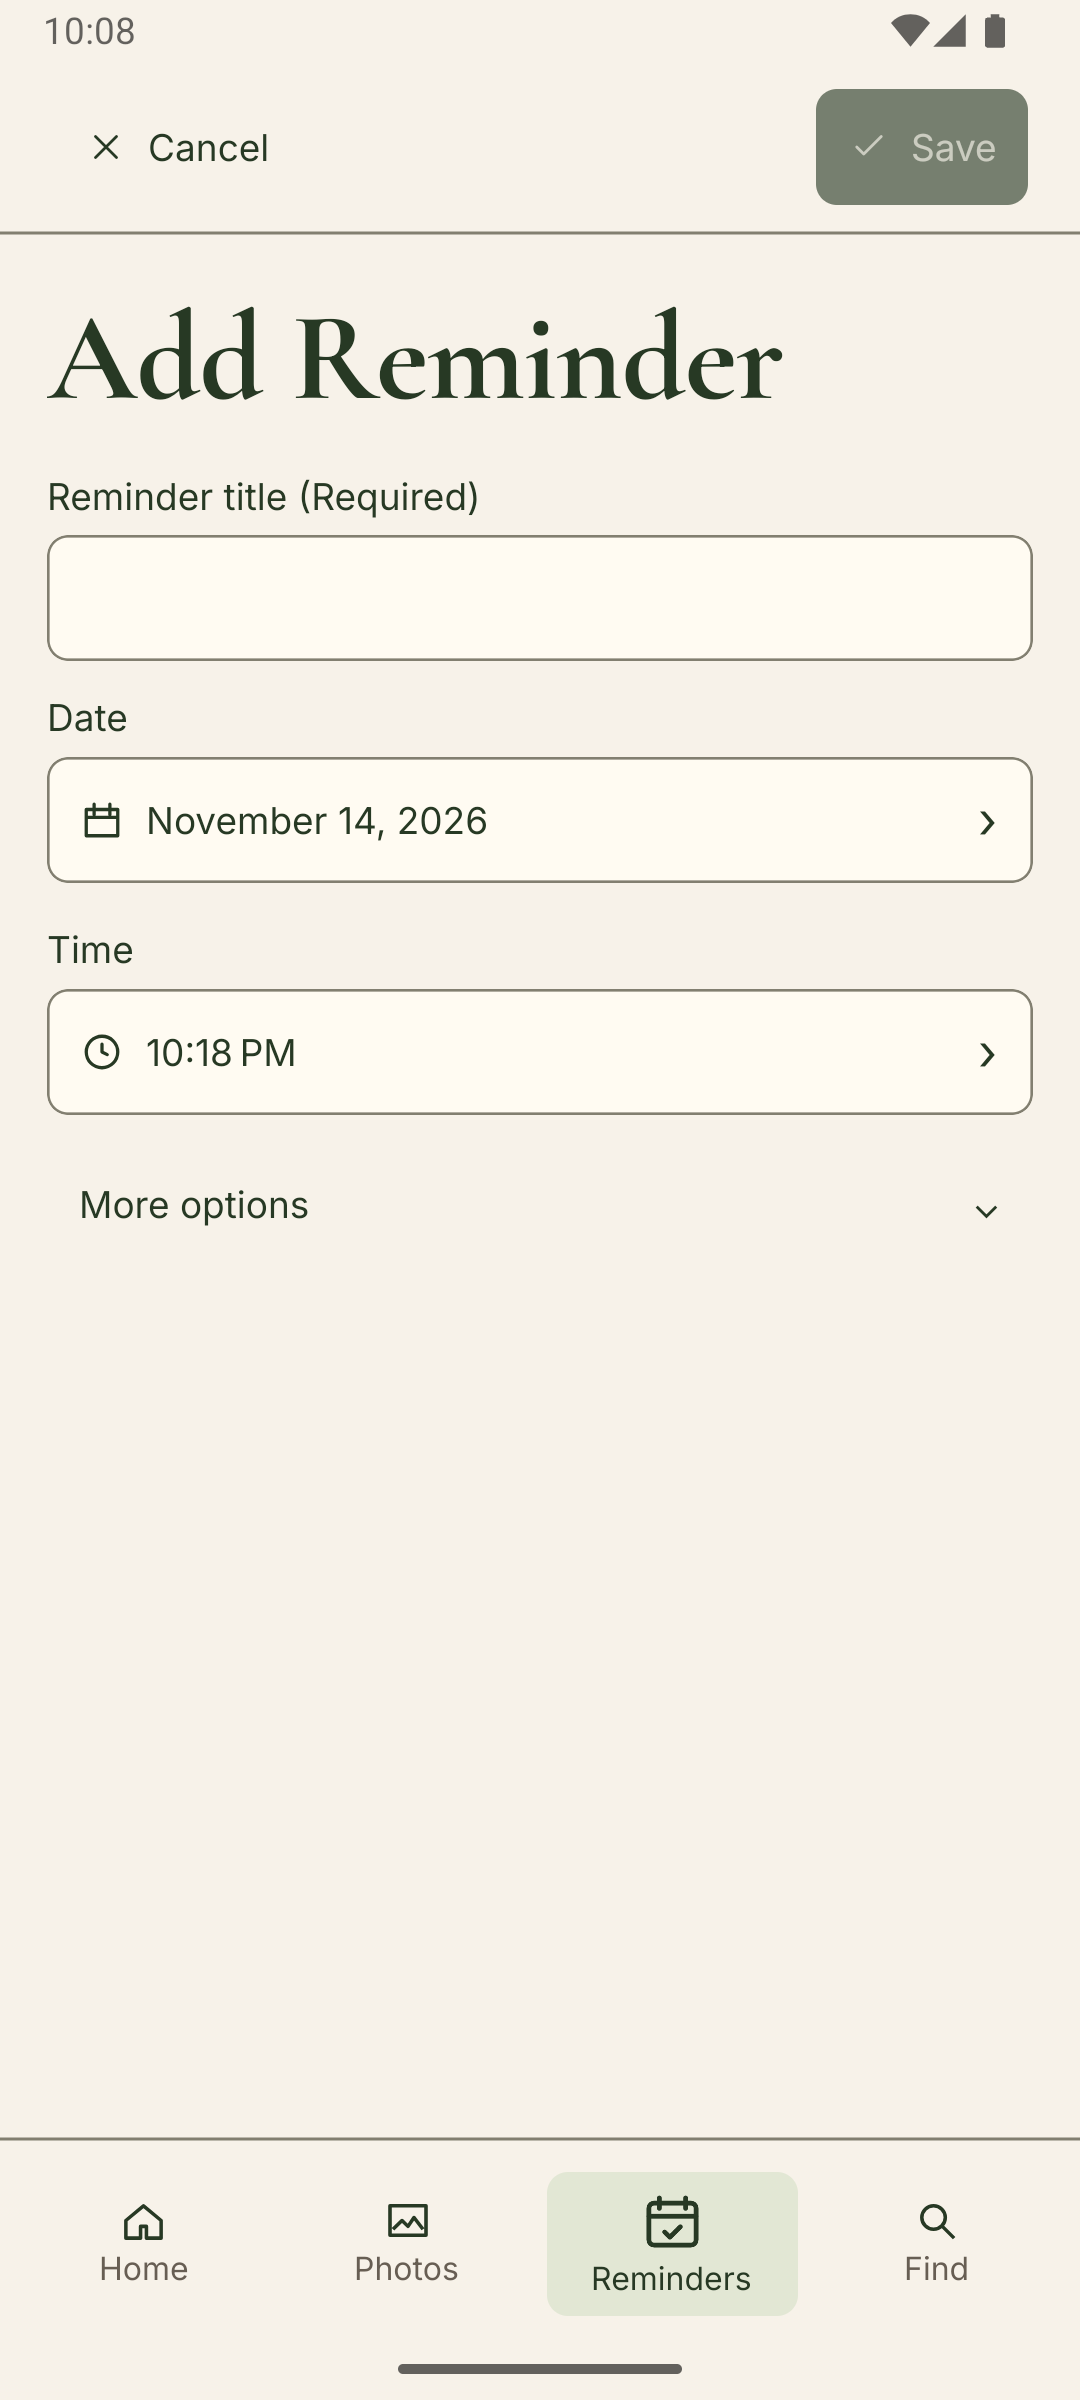 10:08
Cancel
Save
Add Reminder
Reminder title (Required)
Date
November 14, 2026
Time
10:18 PM
More options
Home
Photos
Reminders
Find